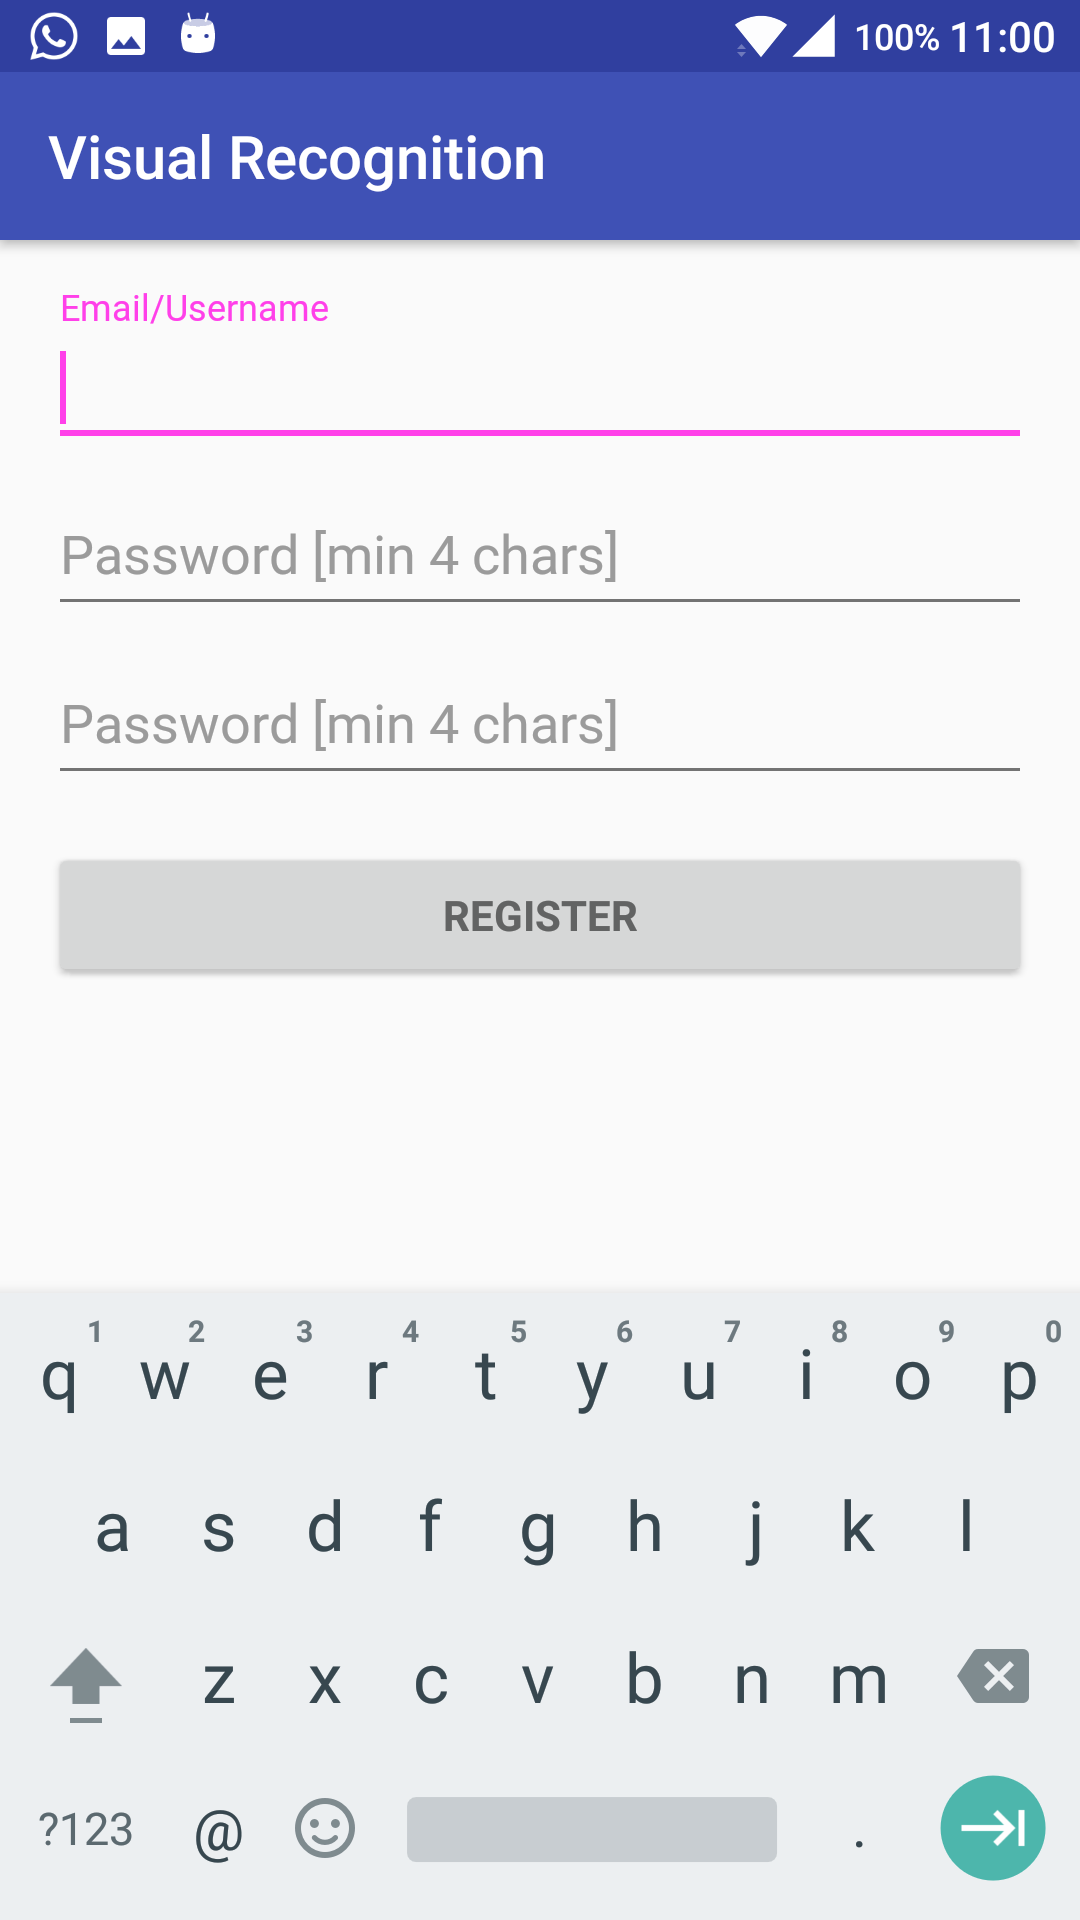 100% 11:00
Visual Recognition
Email/Username
Password [min 4 chars]
Password [min 4 chars]
REGISTER
1 2 3 4 5 6 7 8 9 0
q w e r t y u i o p
a s d f g h j k l
z x c v b n m
?123 @ .